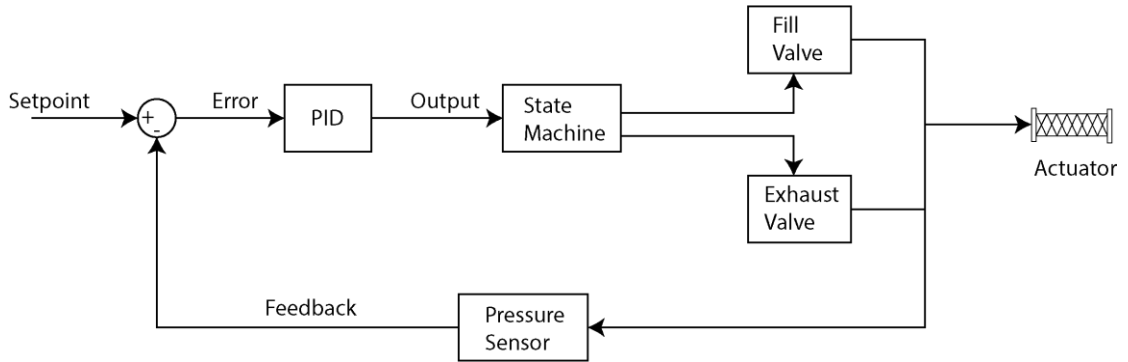 Setpoint
+
-
Error
PID
Output
State
Machine
Fill
Valve
Exhaust
Valve
Actuator
Feedback
Pressure
Sensor